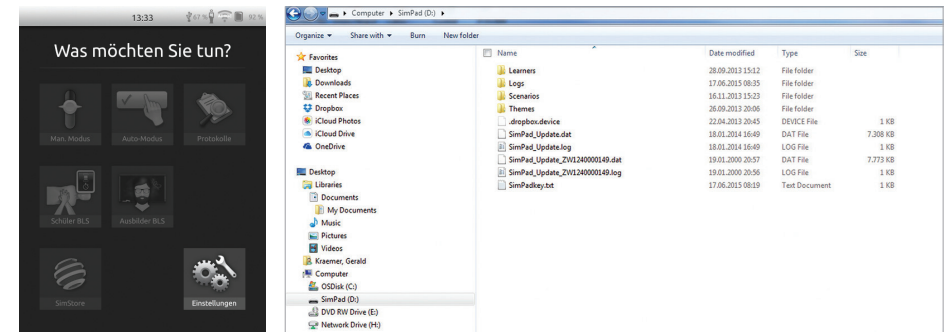 13:33
67 %
92 %
Was möchten Sie tun?
Man. Modus
Auto-Modus
Protokolle
Schüler BLS
Ausbilder BLS
SimStore
Einstellungen
Computer ▸ SimPad (D:) ▸
Organize ▾ Share with ▾ Burn New folder
Favorites
Desktop
Downloads
Recent Places
Dropbox
iCloud Photos
iCloud Drive
OneDrive
Desktop
Libraries
Documents
My Documents
Music
Pictures
Videos
Kraemer, Gerald
Computer
OSDisk (C:)
SimPad (D:)
DVD RW Drive (E:)
Network Drive (H:)
Name Date modified Type Size
Learners 28.09.2013 15:12 File folder
Logs 17.06.2015 08:35 File folder
Scenarios 16.11.2013 15:23 File folder
Themes 26.09.2013 20:06 File folder
.dropbox.device 22.04.2013 20:45 DEVICE File 1 KB
SimPad_Update.dat 18.01.2014 16:49 DAT File 7.308 KB
SimPad_Update.log 18.01.2014 16:49 LOG File 1 KB
SimPad_Update_ZW1240000149.dat 19.01.2000 20:57 DAT File 7.773 KB
SimPad_Update_ZW1240000149.log 19.01.2000 20:56 LOG File 1 KB
SimPadkey.txt 17.06.2015 08:19 Text Document 1 KB